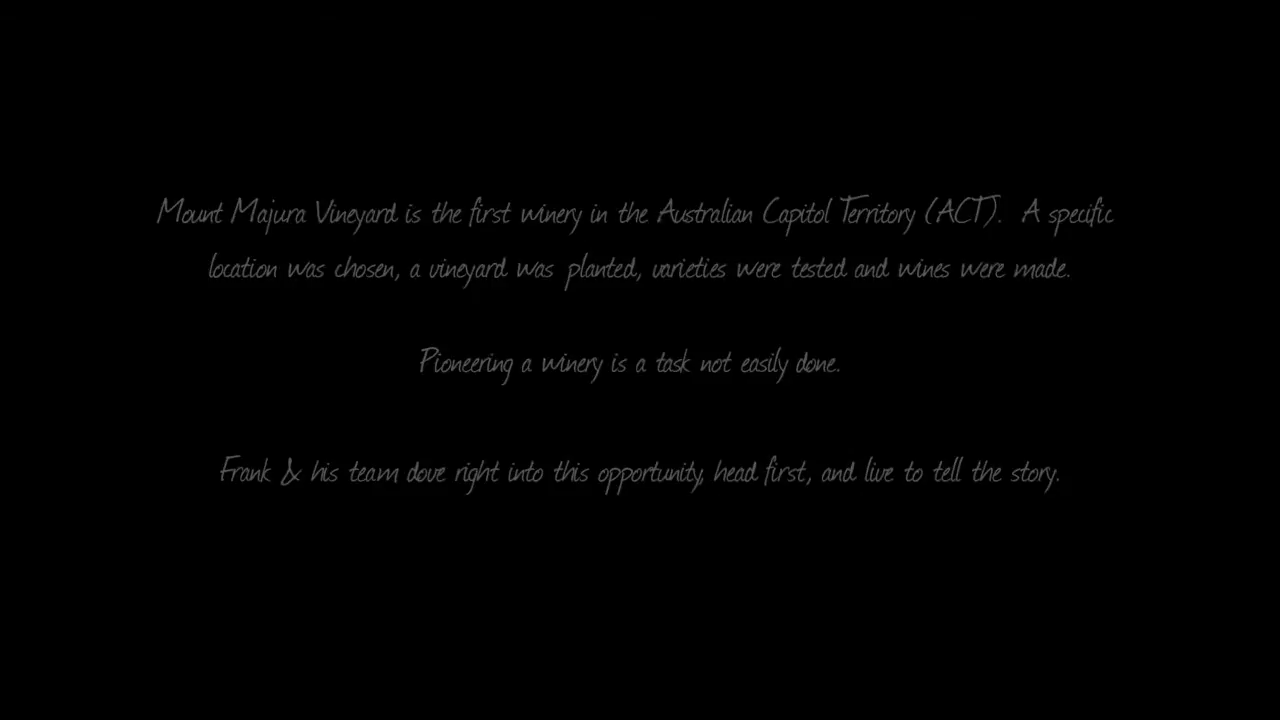 Mount Majura Vineyard is the first winery in the Australian Capitol Territory (ACT). A specific
location was chosen, a vineyard was planted, varieties were tested and wines were made.
Pioneering a winery is a task not easily done.
Frank & his team dove right into this opportunity, head first, and live to tell the story.